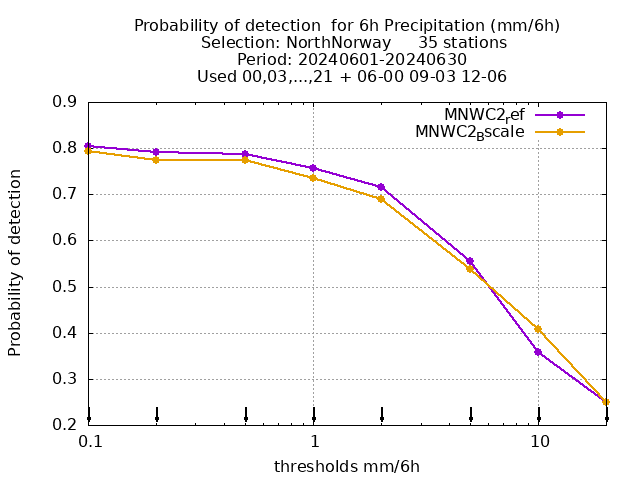 Probability of detection  for 6h Precipitation (mm/6h)
Selection: NorthNorway     35 stations
Period: 20240601-20240630
Used 00,03,...,21 + 06-00 09-03 12-06
MNWC2ref
MNWC2Bscale
0.9
0.8
0.7
0.6
0.5
0.4
0.3
0.2
Probability of detection
0.1
1
10
thresholds mm/6h